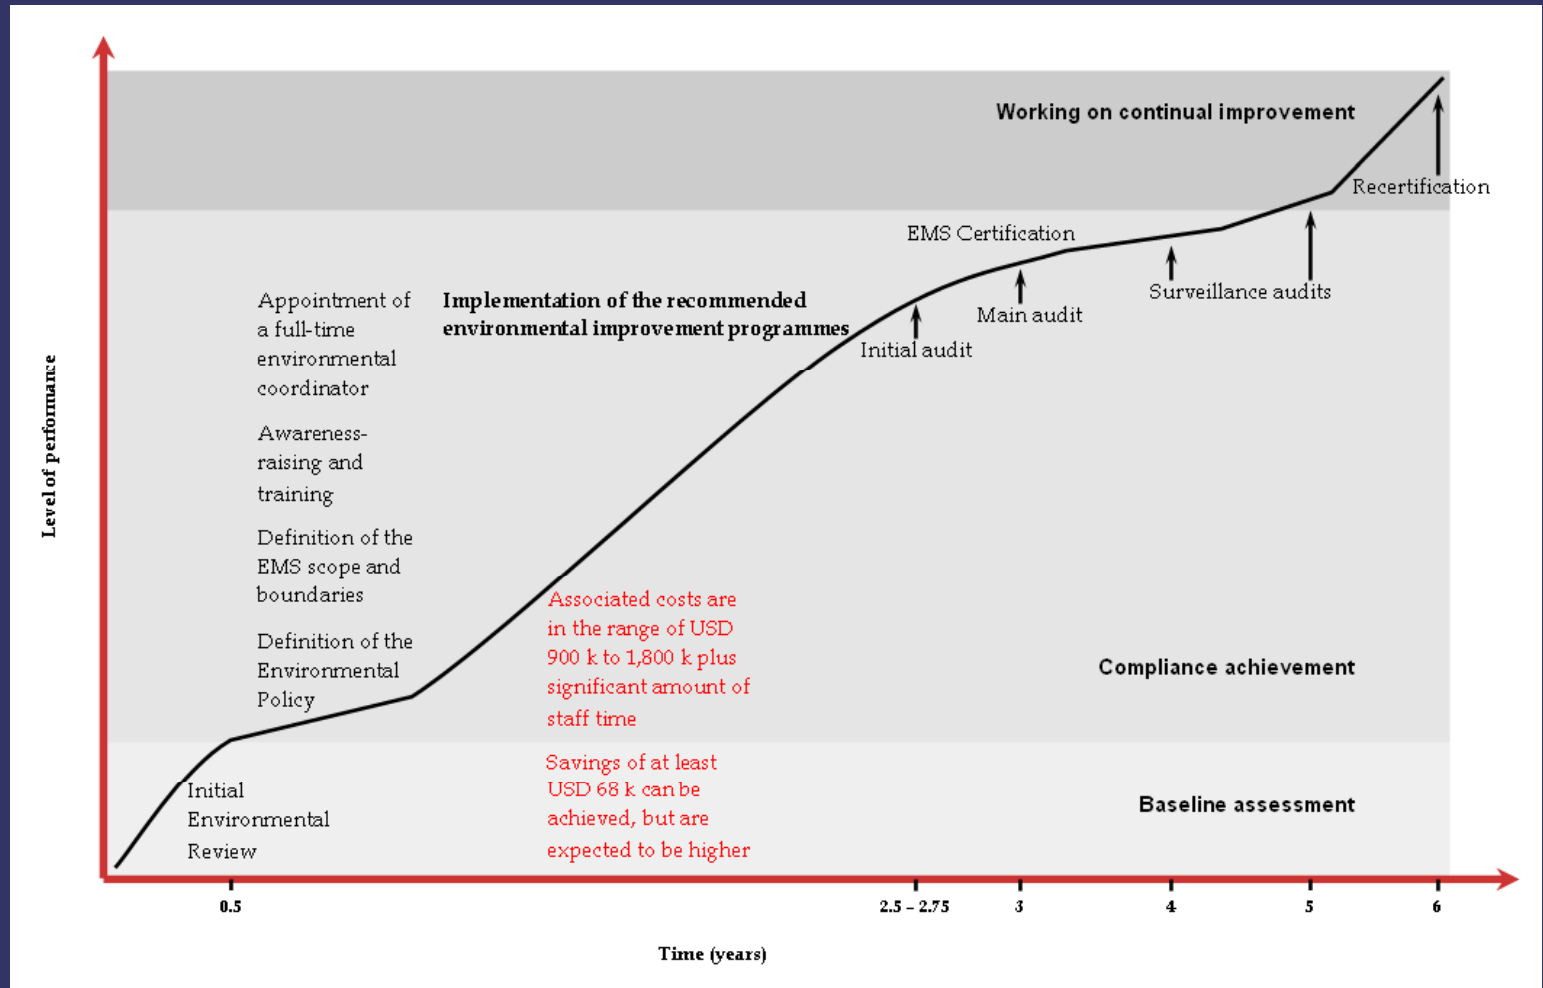 Working on continual improvement
Recertification
EMS Certification
Surveillance audits
Main audit
Initial audit
Appointment of
a full-time
environmental
coordinator
Implementation of the recommended
environmental improvement programmes
Awareness-
raising and
training
Definition of the
EMS scope and
boundaries
Definition of the
Environmental
Policy
Associated costs are
in the range of USD
900 k to 1,800 k plus
significant amount of
staff time
Compliance achievement
Savings of at least
USD 68 k can be
achieved, but are
expected to be higher
Baseline assessment
Initial
Environmental
Review
Level of performance
0.5
2.5 – 2.75
3
4
5
6
Time (years)